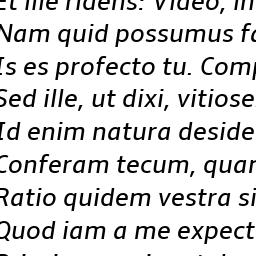 Et ille ridens: Video, in
Nam quid possumus fa
Is es profecto tu. Comp
Sed ille, ut dixi, vitiose
Id enim natura deside
Conferam tecum, quan
Ratio quidem vestra si
Quod iam a me expect